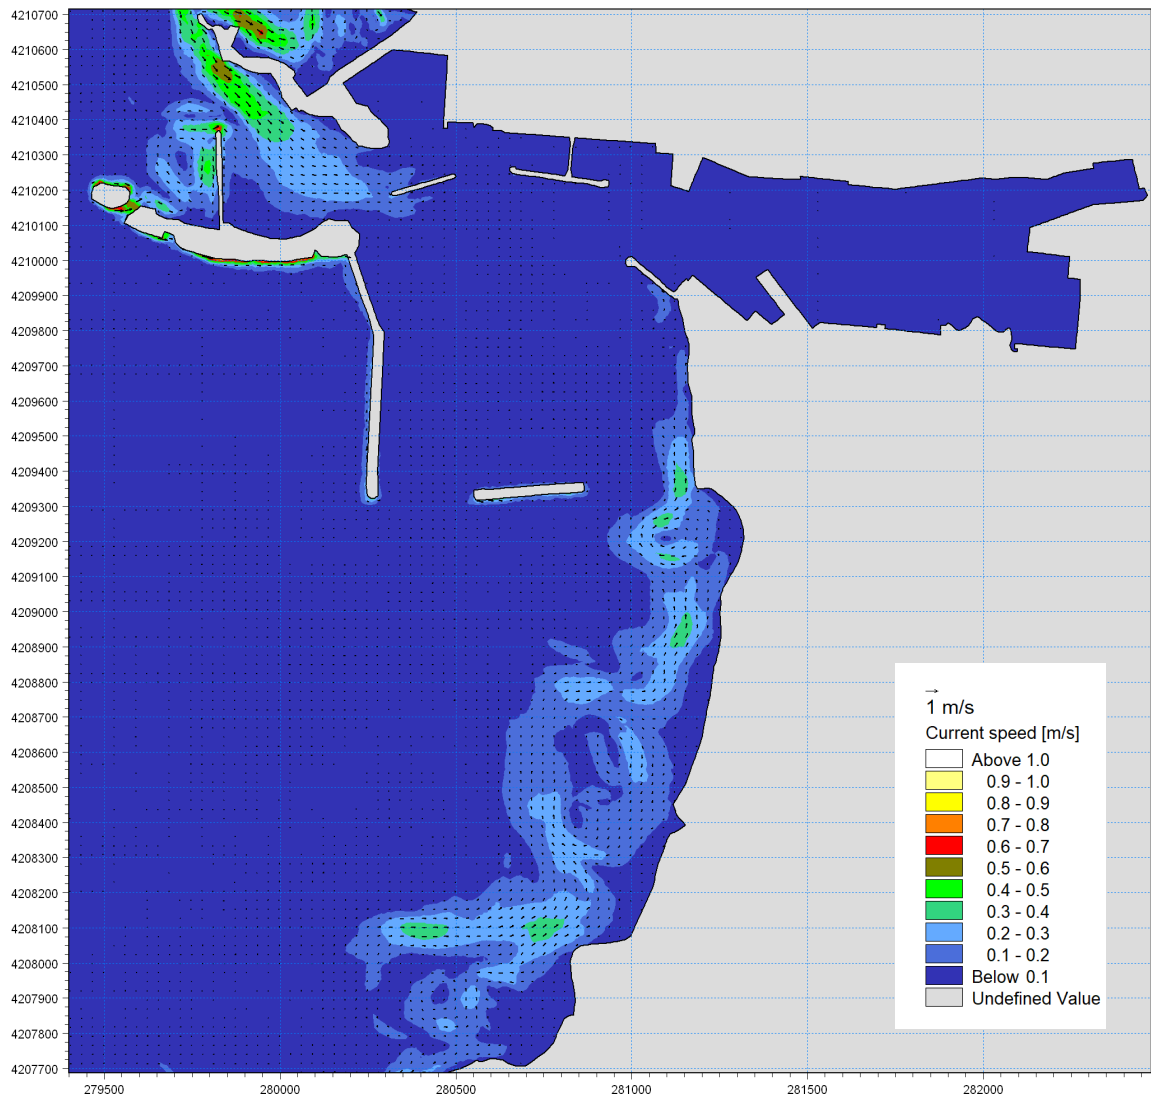 4210700
4210600
4210500
4210400
4210300
4210200
4210100
4210000
4209900
4209800
4209700
4209600
4209500
4209400
4209300
4209200
4209100
4209000
4208900
4208800
4208700
4208600
4208500
4208400
4208300
4208200
4208100
4208000
4207900
4207800
4207700
279500 280000 280500 281000 281500 282000
1 m/s
Current speed [m/s]
Above 1.0
0.9 - 1.0
0.8 - 0.9
0.7 - 0.8
0.6 - 0.7
0.5 - 0.6
0.4 - 0.5
0.3 - 0.4
0.2 - 0.3
0.1 - 0.2
Below 0.1
Undefined Value